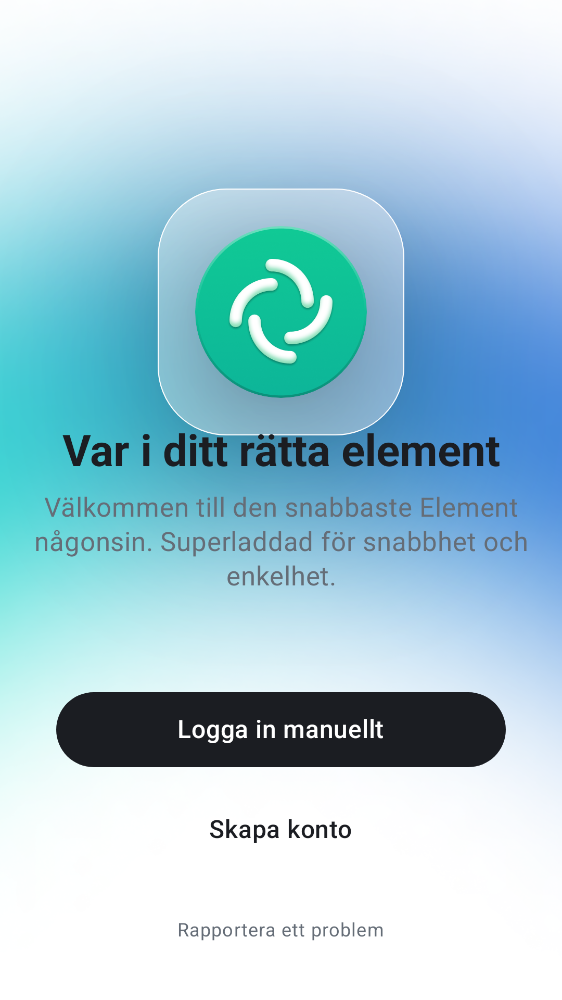 Var i ditt rätta element
Välkommen till den snabbaste Element
någonsin. Superladdad för snabbhet och
enkelhet.
Logga in manuellt
Skapa konto
Rapportera ett problem